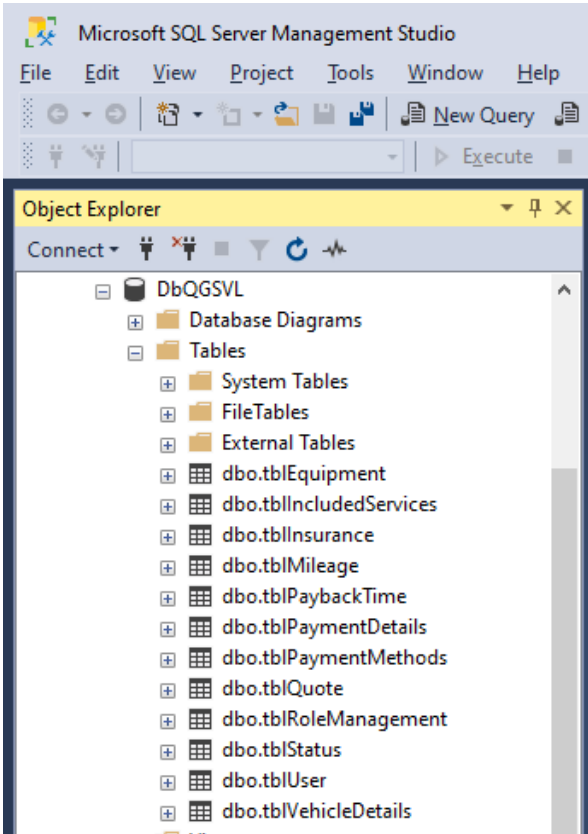 Microsoft SQL Server Management Studio
File Edit View Project Tools Window Help
New Query
Execute
Object Explorer
Connect
DbQGSVL
Database Diagrams
Tables
System Tables
FileTables
External Tables
dbo.tblEquipment
dbo.tblIncludedServices
dbo.tblInsurance
dbo.tblMileage
dbo.tblPaybackTime
dbo.tblPaymentDetails
dbo.tblPaymentMethods
dbo.tblQuote
dbo.tblRoleManagement
dbo.tblStatus
dbo.tblUser
dbo.tblVehicleDetails